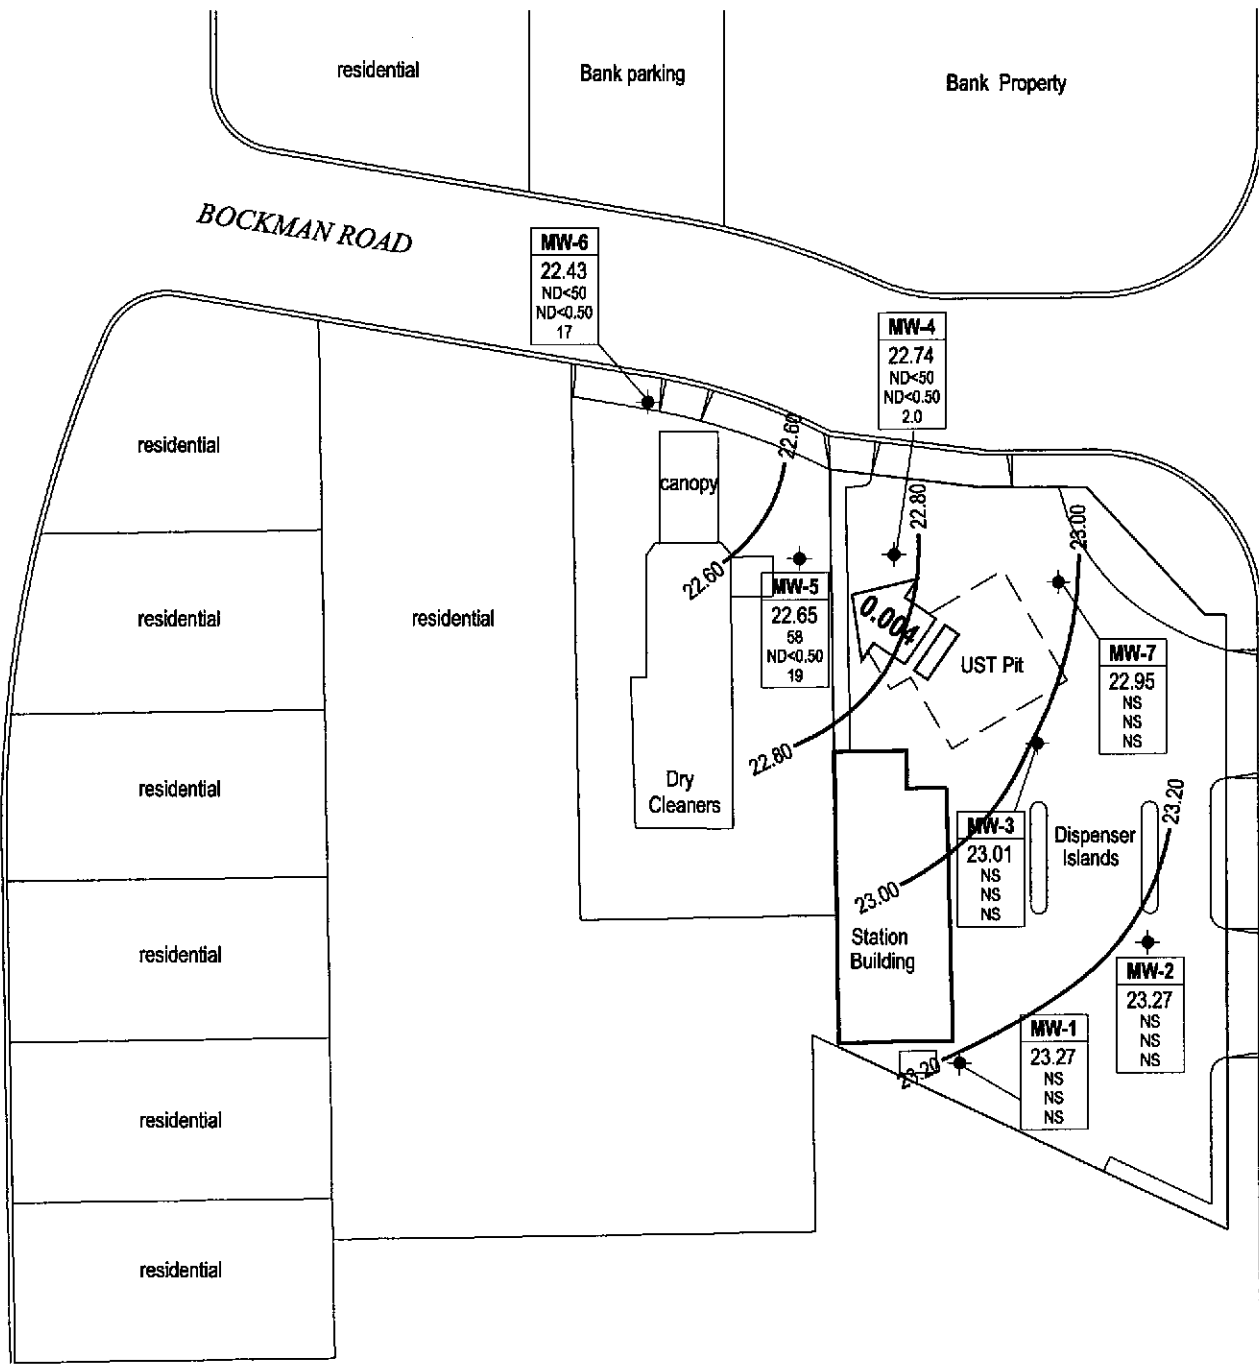 residential
Bank parking
Bank Property
BOCKMAN ROAD
MW-6
22.43
ND<50
ND<0.50
17
MW-4
22.74
ND<50
ND<0.50
2.0
residential
canopy
22.60
22.80
23.00
22.60
MW-5
22.65
58
ND<0.50
19
0.004
UST Pit
MW-7
22.95
NS
NS
NS
residential
residential
22.80
Dry
Cleaners
residential
23.20
MW-3
23.01
NS
NS
NS
Dispenser
Islands
23.00
Station
Building
residential
MW-2
23.27
NS
NS
NS
MW-1
23.27
NS
NS
NS
23.20
residential
residential